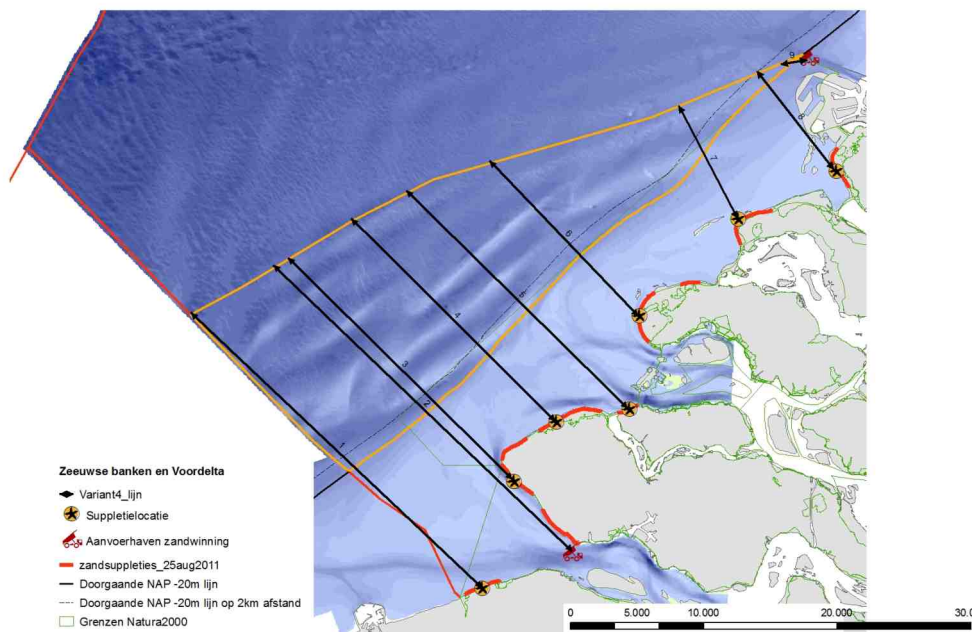 9
8
7
6
5
4
3
2
1
Zeeuwse banken en Voordelta
Variant4_lijn
Suppletielocatie
Aanvoerhaven zandwinning
zandsuppleties_25aug2011
Doorgaande NAP -20m lijn
Doorgaande NAP -20m lijn op 2km afstand
Grenzen Natura2000
0 5.000 10.000 20.000 30.0